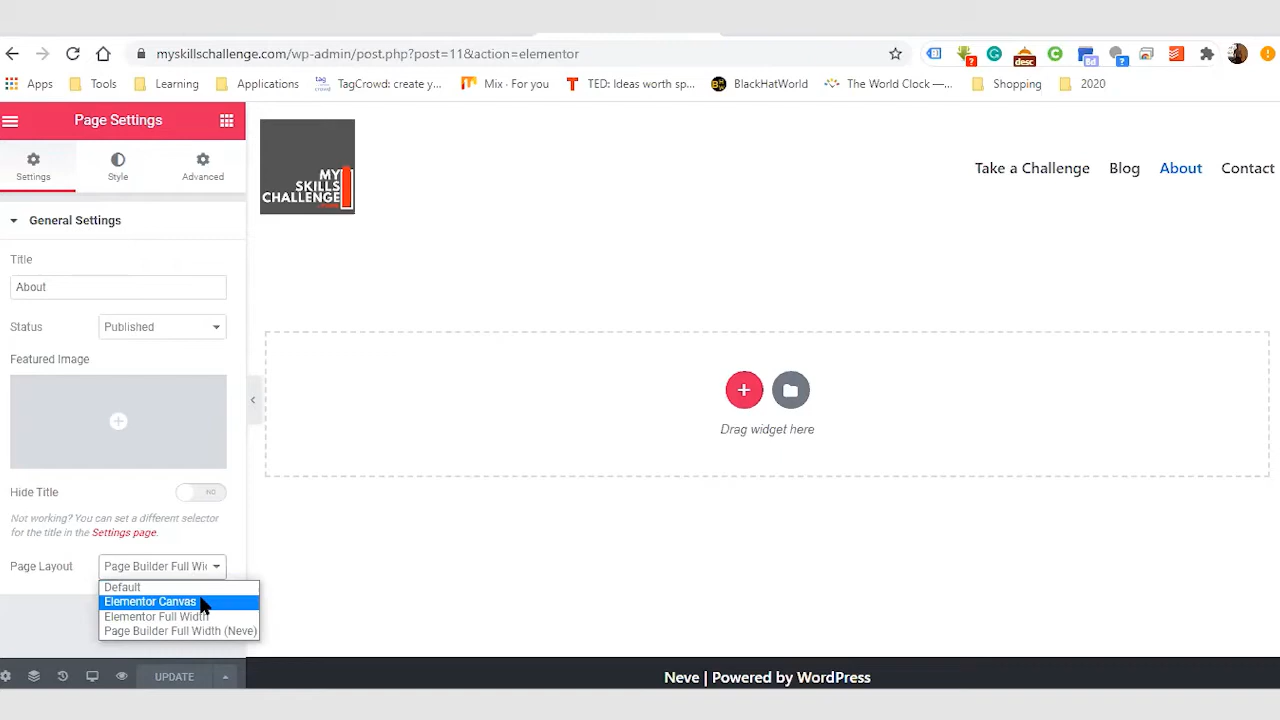 myskillschallenge.com/wp-admin/post.php?post=11&action=elementor
?
desc
Bd
?
Apps
Tools
Learning
Applications
tag
TagCrowd: create y...
Mix · For you
TED: Ideas worth sp...
BlackHatWorld
The World Clock —...
Shopping
2020
Page Settings
Settings
Style
Advanced
MY
SKILLS
CHALLENGE
Take a Challenge
Blog
About
Contact
General Settings
Title
About
Status
Published
Featured Image
Drag widget here
Hide Title
NO
Not working? You can set a different selector
for the title in the Settings page.
Page Layout
Page Builder Full Wi
Default
Elementor Canvas
Elementor Full Width
Page Builder Full Width (Neve)
UPDATE
Neve | Powered by WordPress